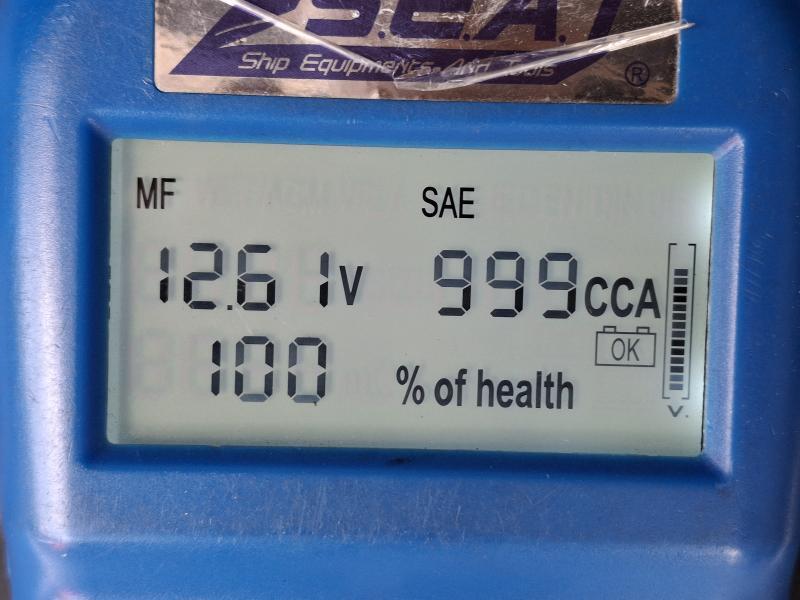 S.E.A.T
Ship Equipments And Tools
®
MF
SAE
12.61V
999CCA
OK
100
% of health
V.